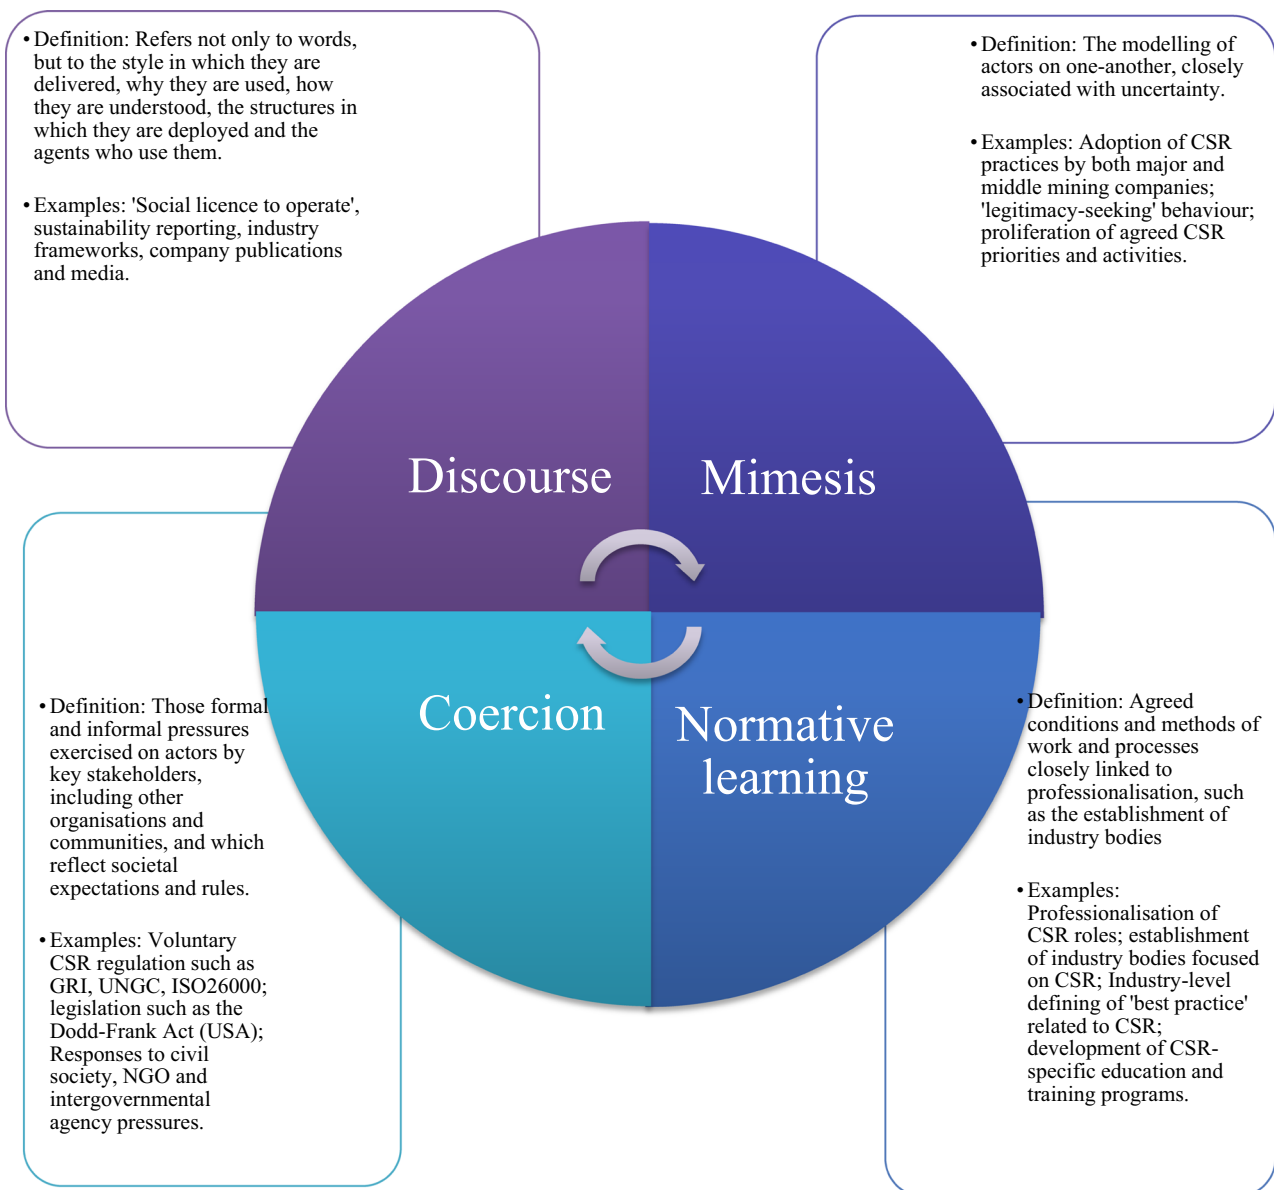 • Definition: Refers not only to words,
but to the style in which they are
delivered, why they are used, how
they are understood, the structures in
which they are deployed and the
agents who use them.
• Examples: 'Social licence to operate',
sustainability reporting, industry
frameworks, company publications
and media.
• Definition: The modelling of
actors on one-another, closely
associated with uncertainty.
• Examples: Adoption of CSR
practices by both major and
middle mining companies;
'legitimacy-seeking' behaviour;
proliferation of agreed CSR
priorities and activities.
Discourse
Mimesis
Coercion
Normative
learning
• Definition: Those formal
and informal pressures
exercised on actors by
key stakeholders,
including other
organisations and
communities, and which
reflect societal
expectations and rules.
• Examples: Voluntary
CSR regulation such as
GRI, UNGC, ISO26000;
legislation such as the
Dodd-Frank Act (USA);
Responses to civil
society, NGO and
intergovernmental
agency pressures.
• Definition: Agreed
conditions and methods of
work and processes
closely linked to
professionalisation, such
as the establishment of
industry bodies
• Examples:
Professionalisation of
CSR roles; establishment
of industry bodies focused
on CSR; Industry-level
defining of 'best practice'
related to CSR;
development of CSR-
specific education and
training programs.